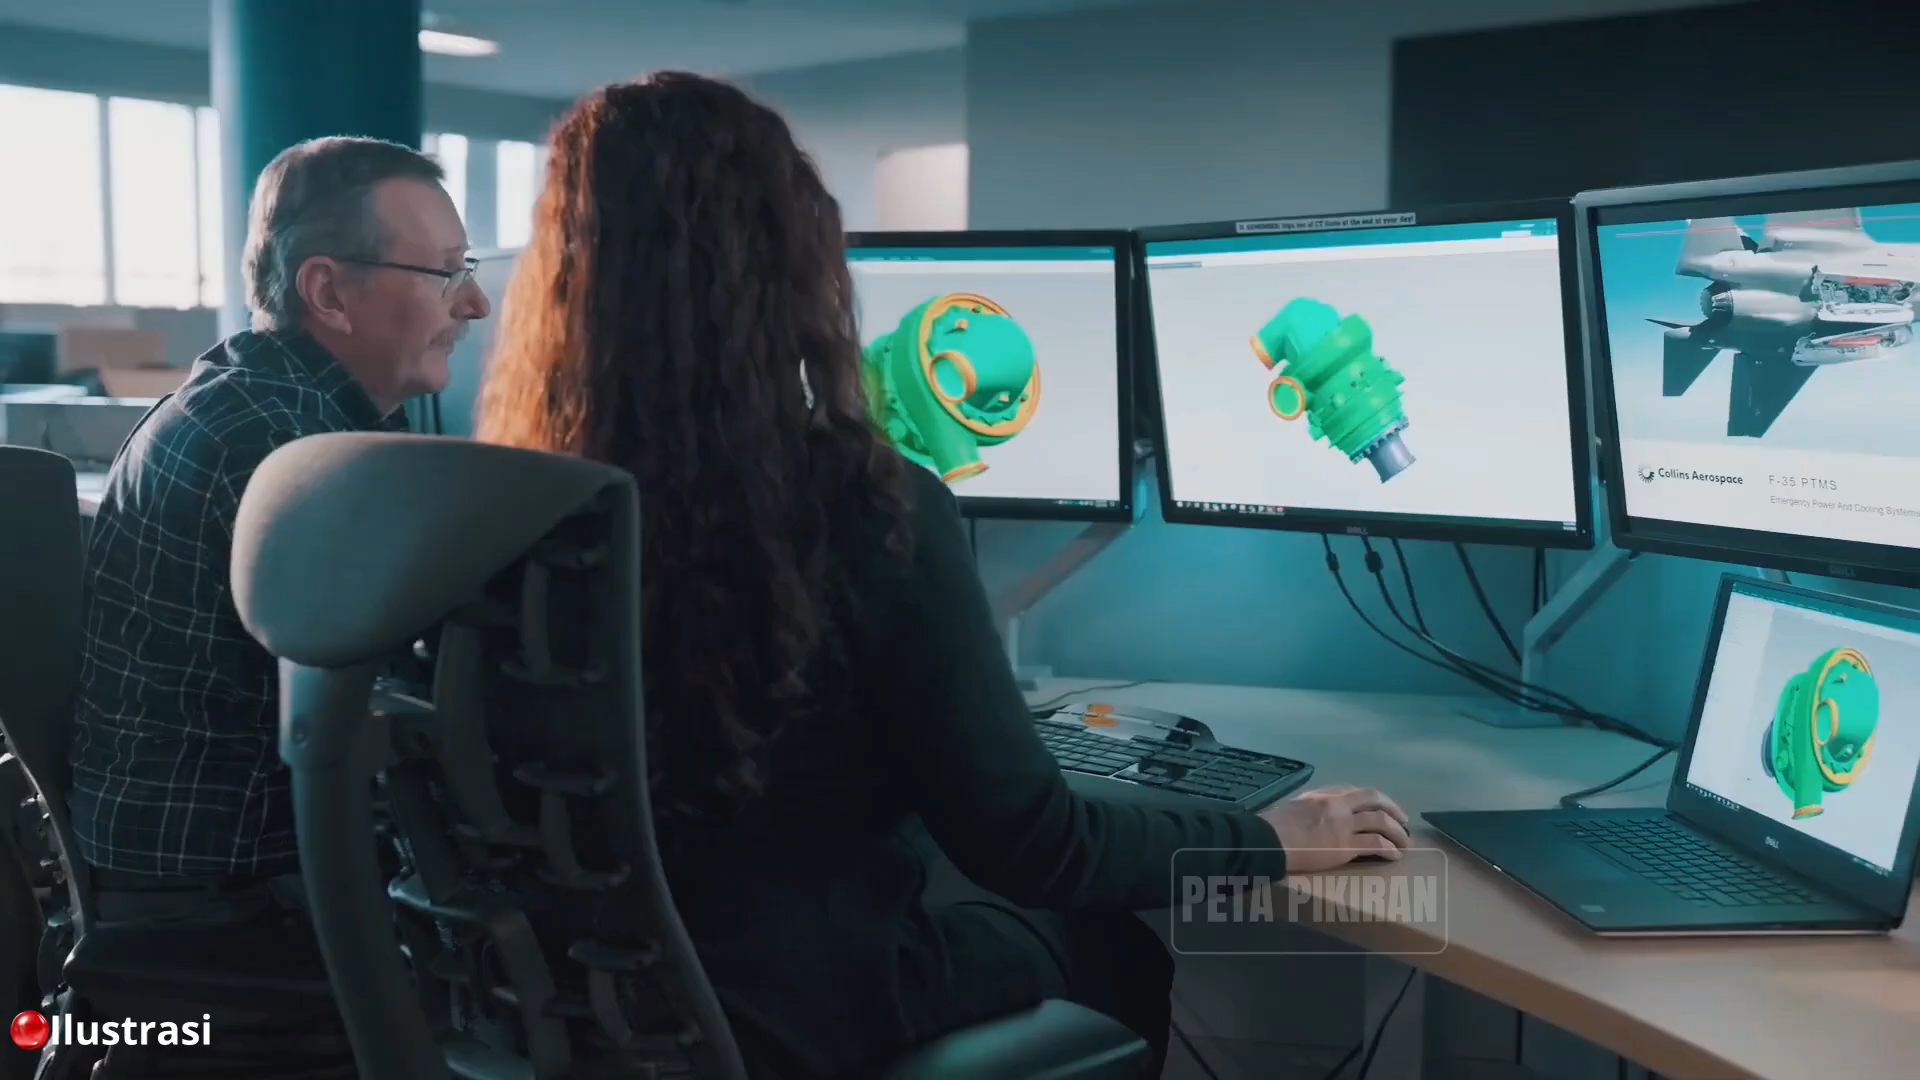 Collins Aerospace
F-35 PTMS
Emergency Power And Cooling Systems
DELL
DELL
PETA PIKIRAN
Ilustrasi